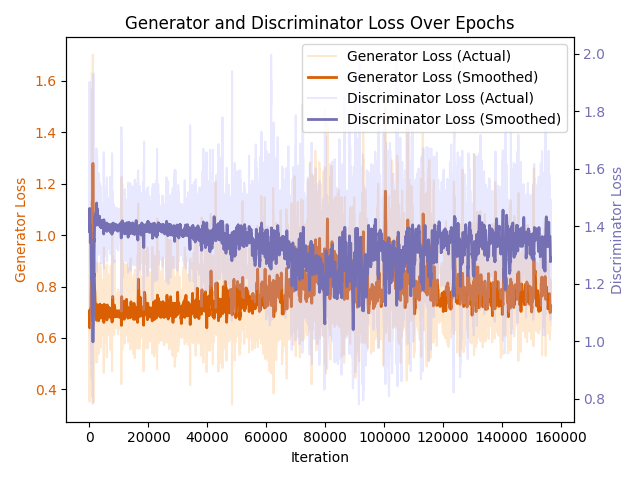 Generator and Discriminator Loss Over Epochs
Generator Loss (Actual)
Generator Loss (Smoothed)
Discriminator Loss (Actual)
Discriminator Loss (Smoothed)
Generator Loss
1.6
1.4
1.2
1.0
0.8
0.6
0.4
2.0
1.8
1.6
1.4
1.2
1.0
0.8
Discriminator Loss
0 20000 40000 60000 80000 100000 120000 140000 160000
Iteration